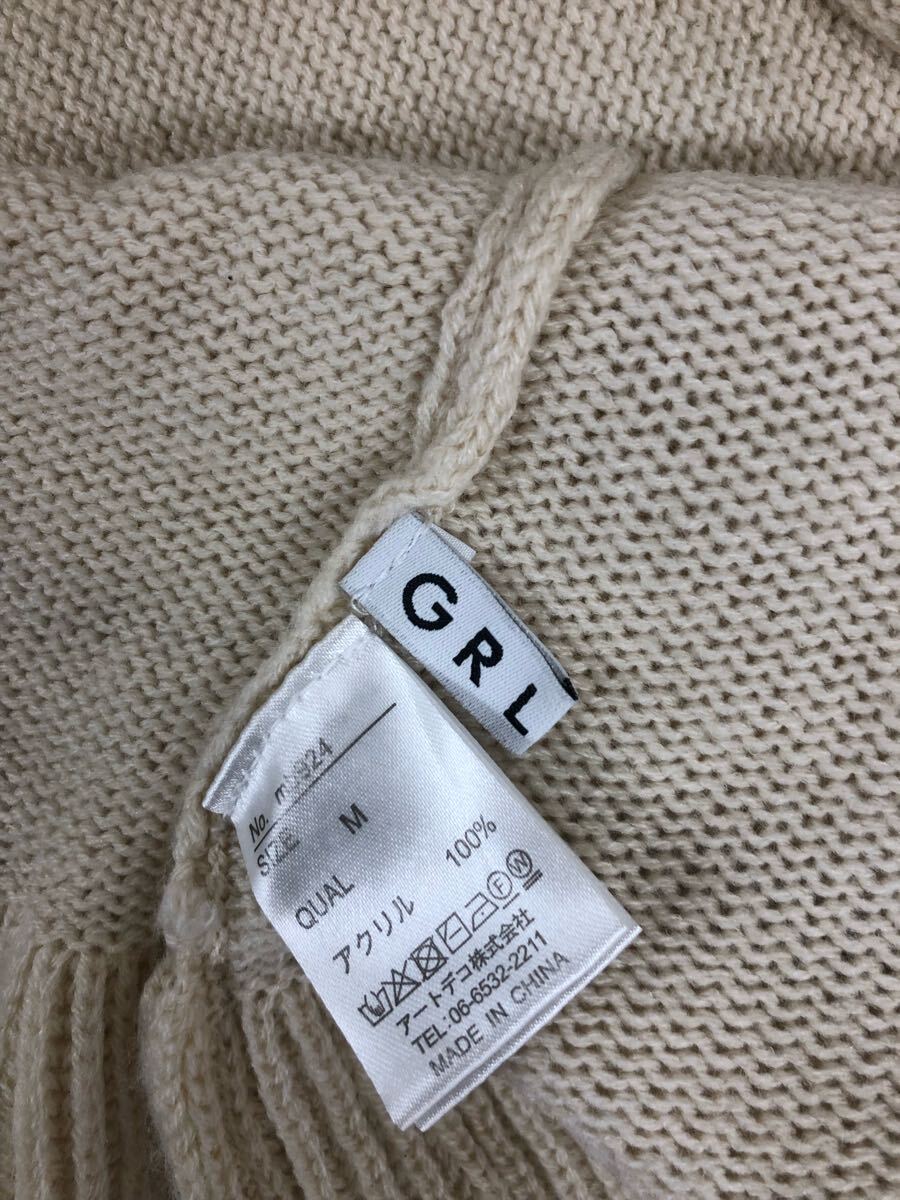 GRL
No.
SIZE M
QUAL
アクリル 100%
アートデコ株式会社
TEL:06-6532-2211
MADE IN CHINA